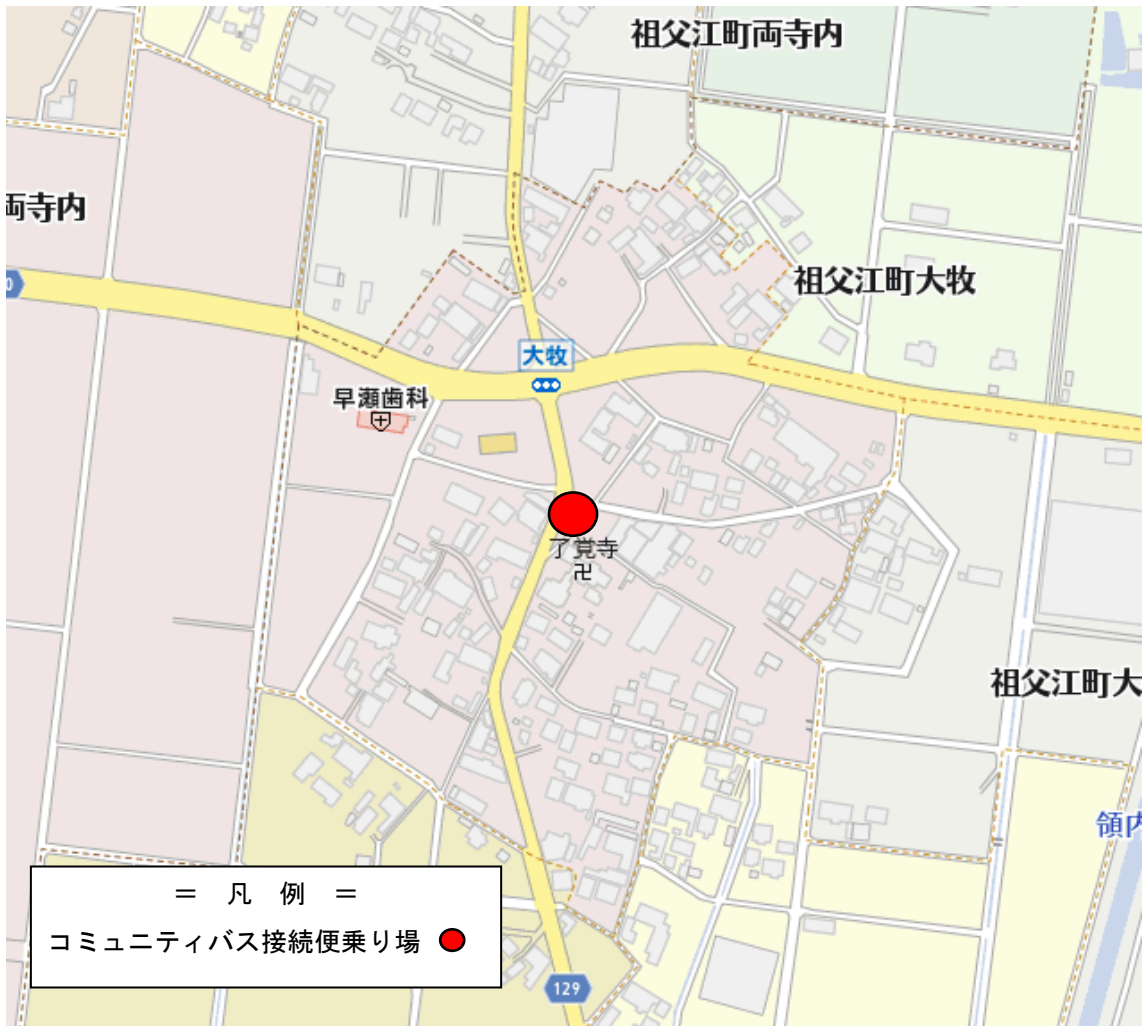 祖父江町両寺内
両寺内
祖父江町大牧
0
大牧
早瀬歯科
了覚寺
卍
祖父江町大
領内
＝ 凡 例 ＝
コミュニティバス接続便乗り場
129